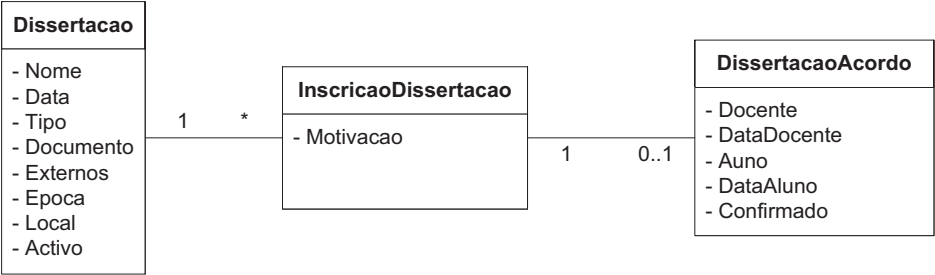 Dissertacao
- Nome
- Data
- Tipo
- Documento
- Externos
- Epoca
- Local
- Activo
1 *
InscricaoDissertacao
- Motivacao
1 0..1
DissertacaoAcordo
- Docente
- DataDocente
- Auno
- DataAluno
- Confirmado